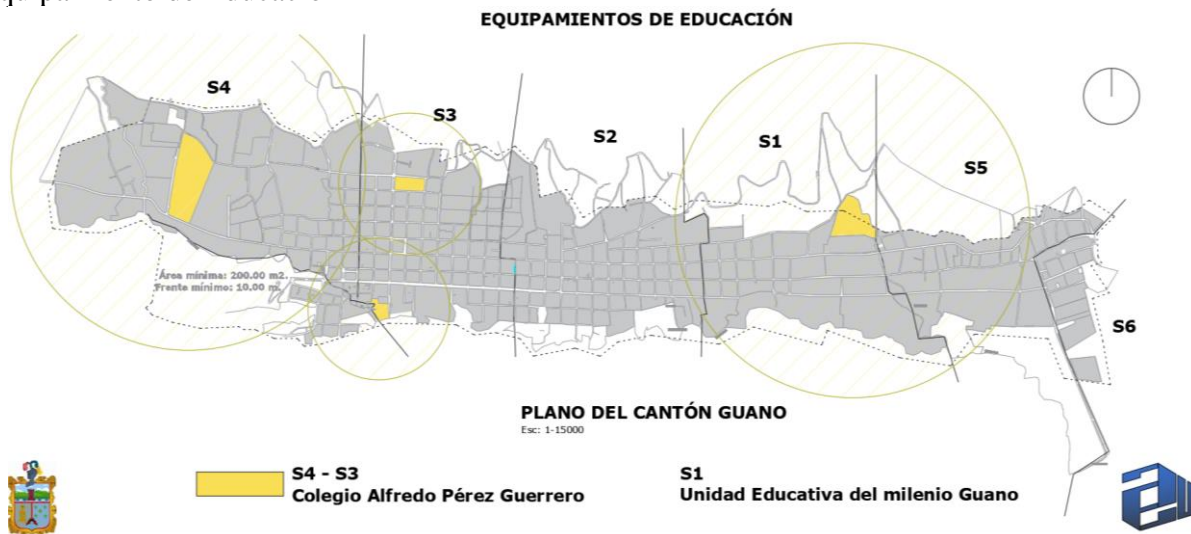 EQUIPAMIENTOS DE EDUCACIÓN
S4
S3
S2
S1
S5
Área mínima: 200.00 m2.
Frente mínimo: 10.00 m.
S6
PLANO DEL CANTÓN GUANO
Esc: 1-15000
S4 - S3
Colegio Alfredo Pérez Guerrero
S1
Unidad Educativa del milenio Guano